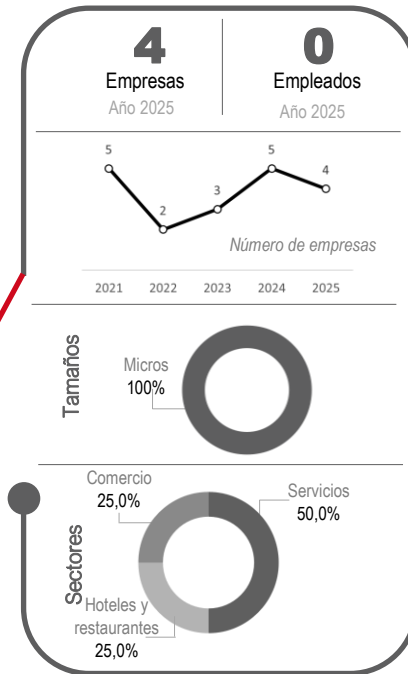 4
Empresas
Año 2025
0
Empleados
Año 2025
5
2
3
5
4
Número de empresas
2021 2022 2023 2024 2025
Tamaños
Micros
100%
Sectores
Comercio
25,0%
Servicios
50,0%
Hoteles y
restaurantes
25,0%